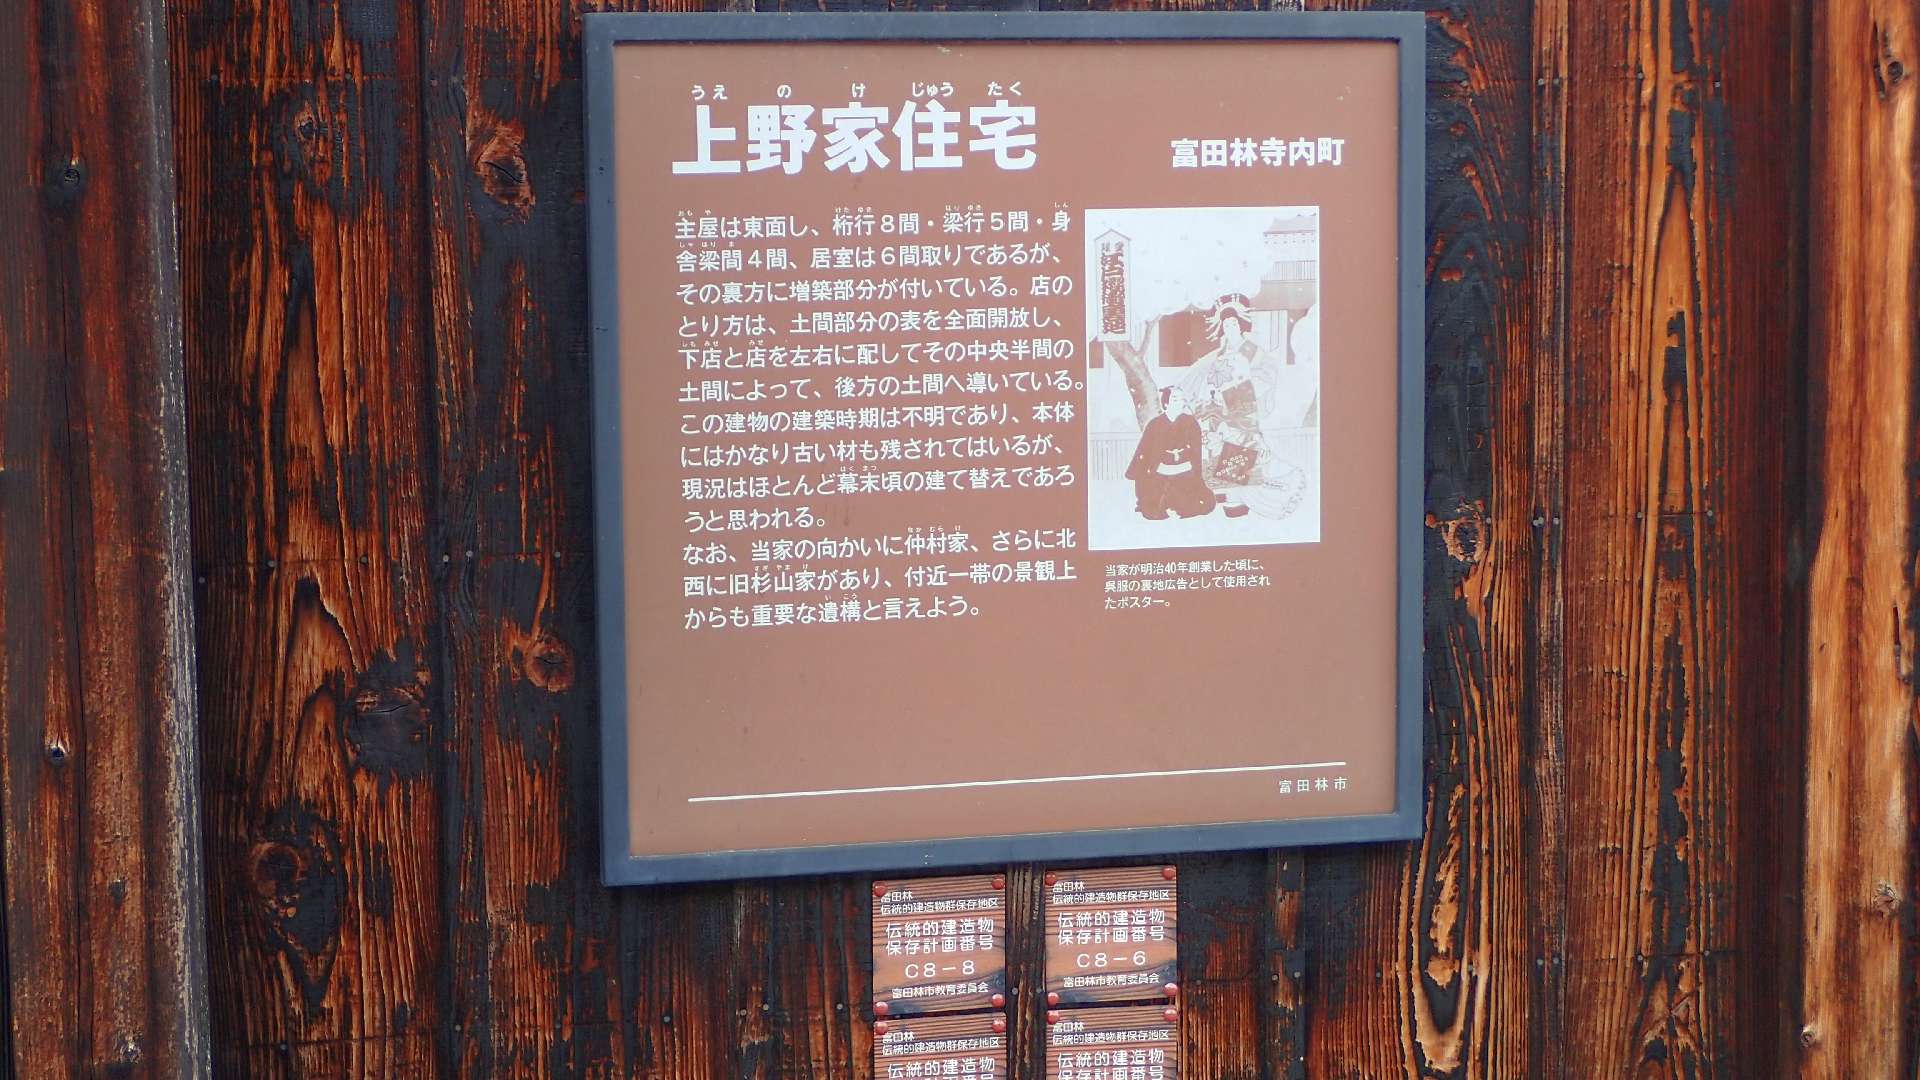 うえ の け じゅう たく
上野家住宅
富田林寺内町
主屋は東面し、桁行８間・梁行５間・身
舎梁間４間、居室は６間取りであるが、
その裏方に増築部分が付いている。店の
とり方は、土間部分の表を全面開放し、
下店と店を左右に配してその中央半間の
土間によって、後方の土間へ導いている。
この建物の建築時期は不明であり、本体
にはかなり古い材も残されてはいるが、
現況はほとんど幕末頃の建て替えであろ
うと思われる。
なお、当家の向かいに仲村家、さらに北
西に旧杉山家があり、付近一帯の景観上
からも重要な遺構と言えよう。
当家が明治40年創業した頃に、
呉服の裏地広告として使用され
たポスター。
富田林市
富田林
伝統的建造物群保存地区
伝統的建造物
保存計画番号
C8－8
富田林市教育委員会
富田林
伝統的建造物群保存地区
伝統的建造物
保存計画番号
C8－6
富田林市教育委員会
富田林
伝統的建造物群保存地区
伝統的建造物
富田林
伝統的建造物群保存地区
伝統的建造物
保存計画番号